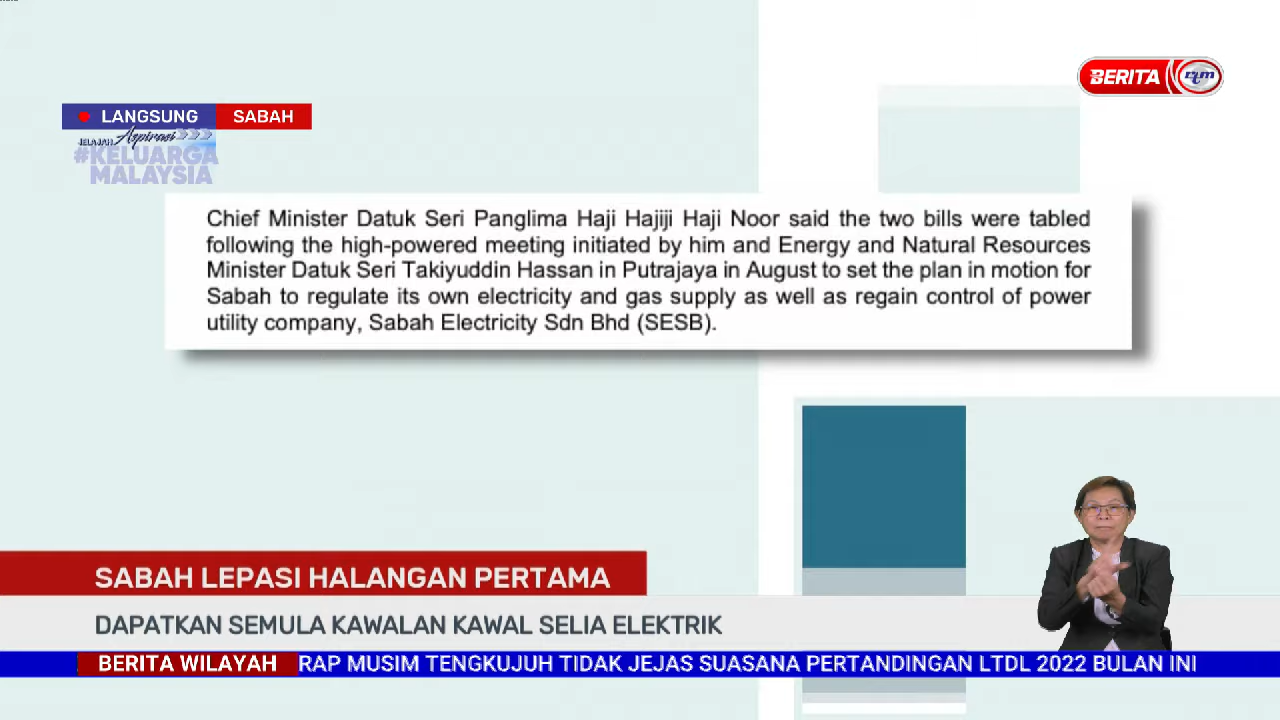 BERITA rtm
LANGSUNG SABAH
JELAJAH Aspirasi
#KELUARGA
MALAYSIA
Chief Minister Datuk Seri Panglima Haji Hajiji Haji Noor said the two bills were tabled
following the high-powered meeting initiated by him and Energy and Natural Resources
Minister Datuk Seri Takiyuddin Hassan in Putrajaya in August to set the plan in motion for
Sabah to regulate its own electricity and gas supply as well as regain control of power
utility company, Sabah Electricity Sdn Bhd (SESB).
SABAH LEPASI HALANGAN PERTAMA
DAPATKAN SEMULA KAWALAN KAWAL SELIA ELEKTRIK
BERITA WILAYAH RAP MUSIM TENGKUJUH TIDAK JEJAS SUASANA PERTANDINGAN LTDL 2022 BULAN INI